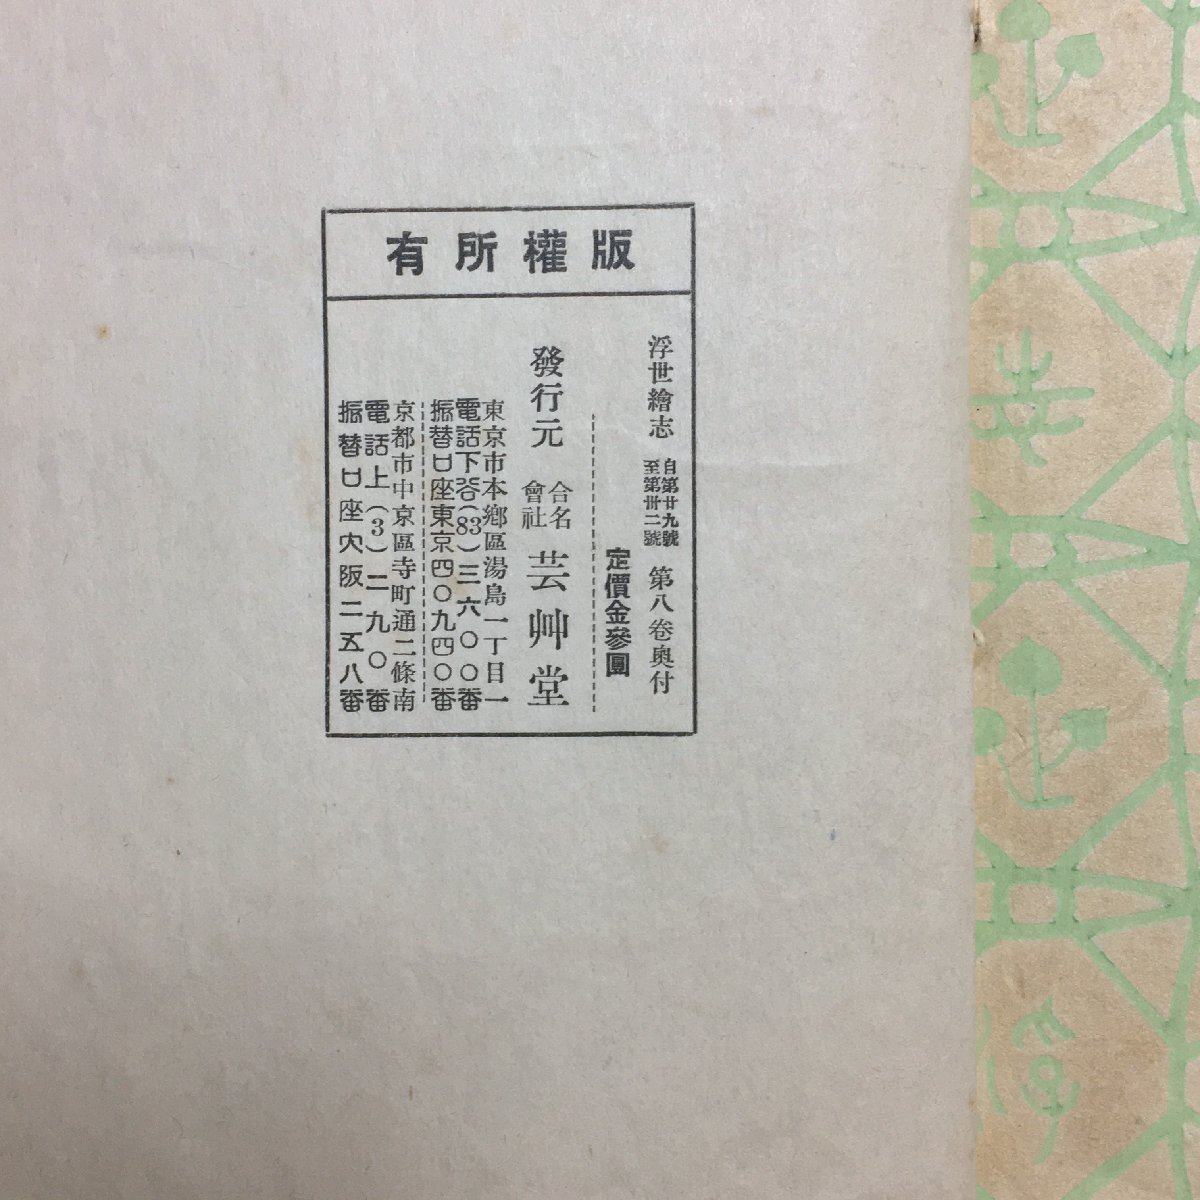 版權所有
浮世繪志 自第廿九號 至第卅二號 第八卷奥付
定價金參圓
發行元 合名會社 芸艸堂
東京市本鄕區湯島一丁目一
電話下谷(83)三六〇〇番
振替口座東京四〇九四〇番
京都市中京區寺町通二條南
電話上(3)二九〇番
振替口座大阪二五八番